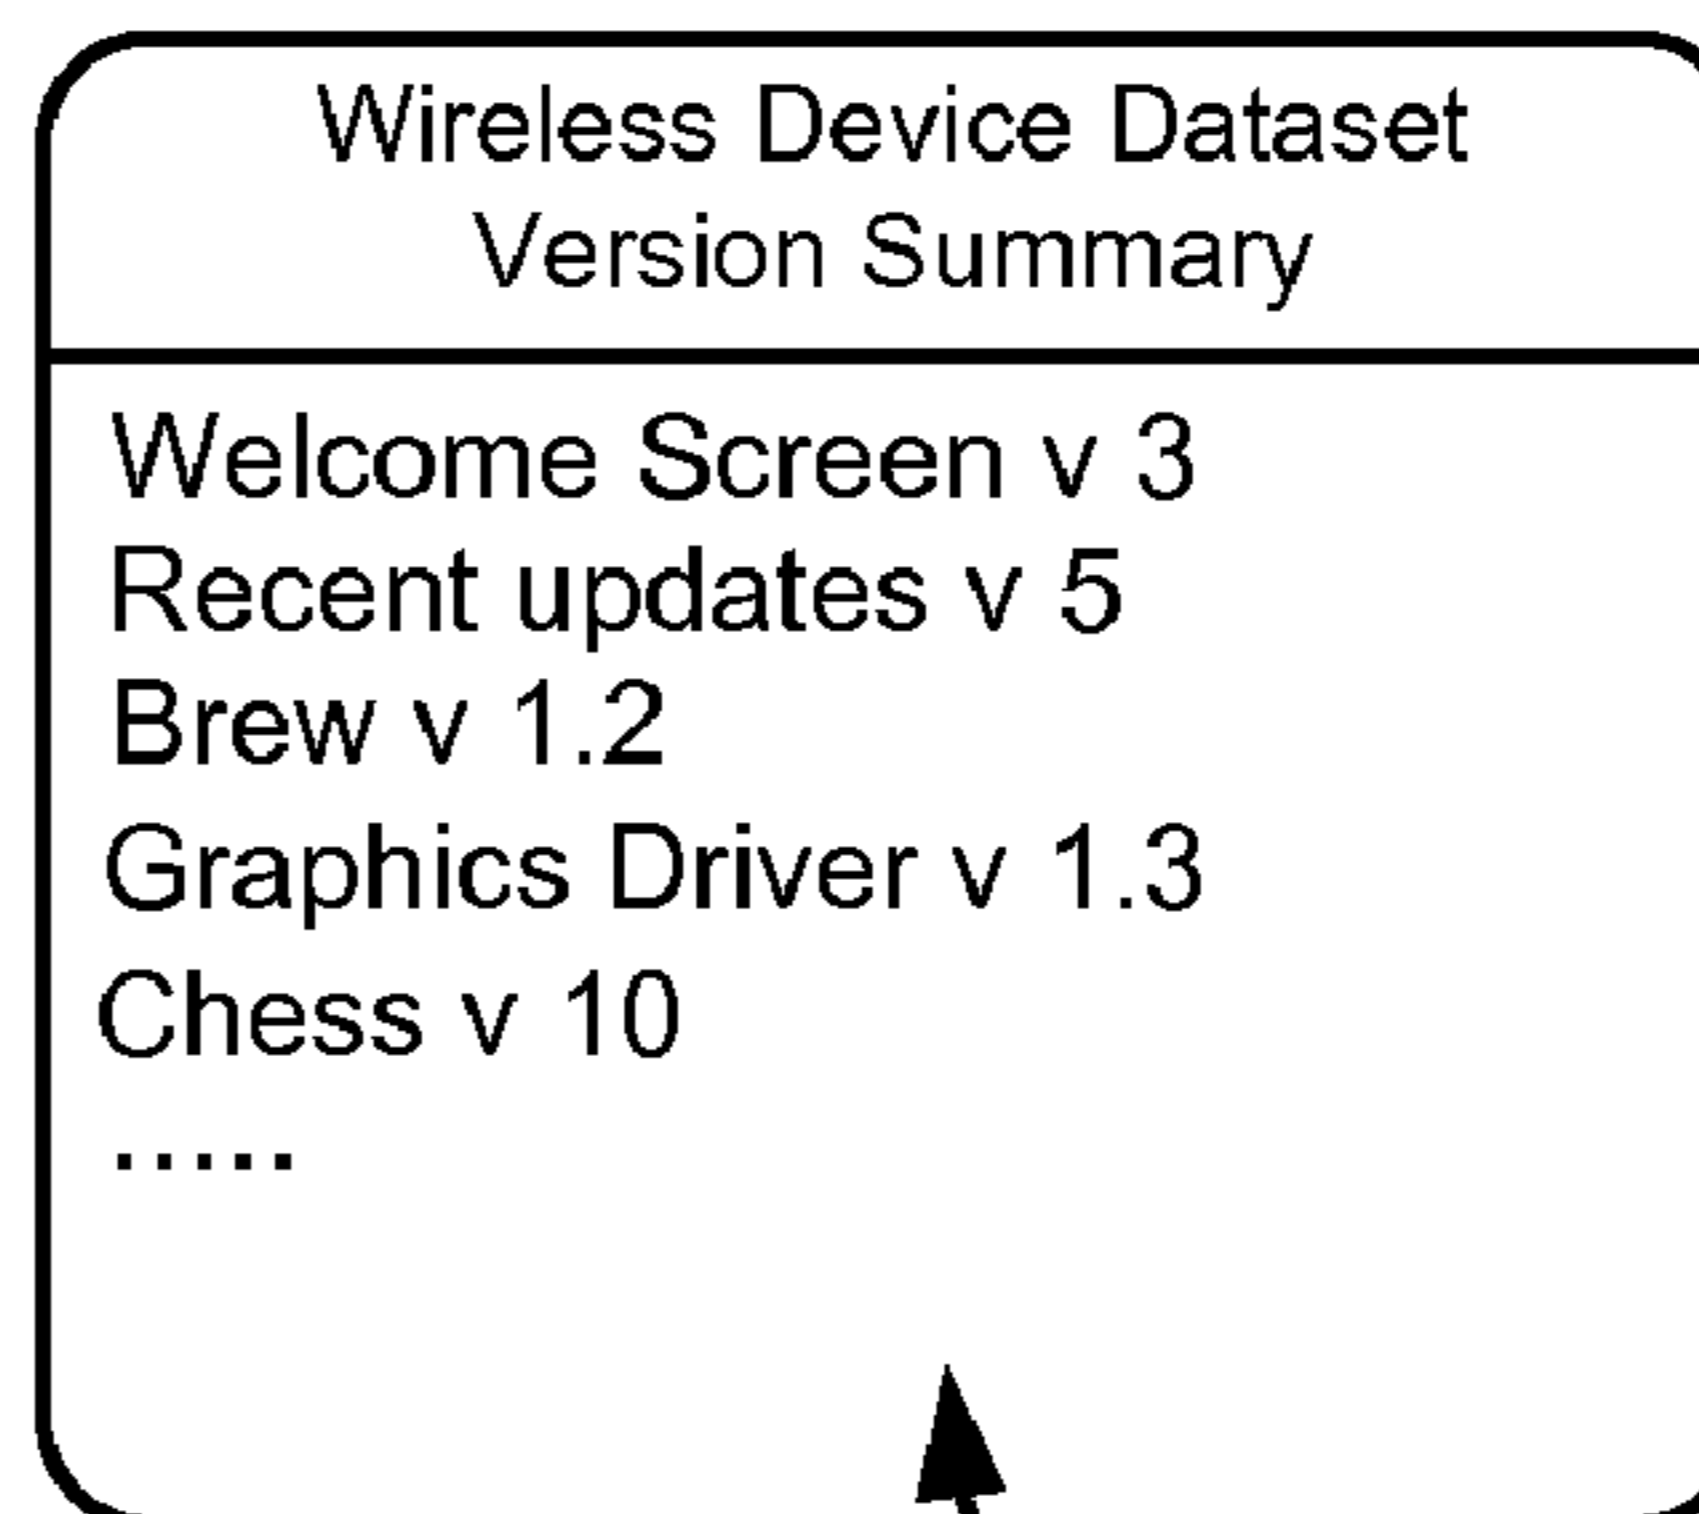 Wireless Device Dataset
Version Summary
Welcome Screen v 3
Recent updates v 5
Brew v 1.2
Graphics Driver v 1.3
Chess v 10
.....